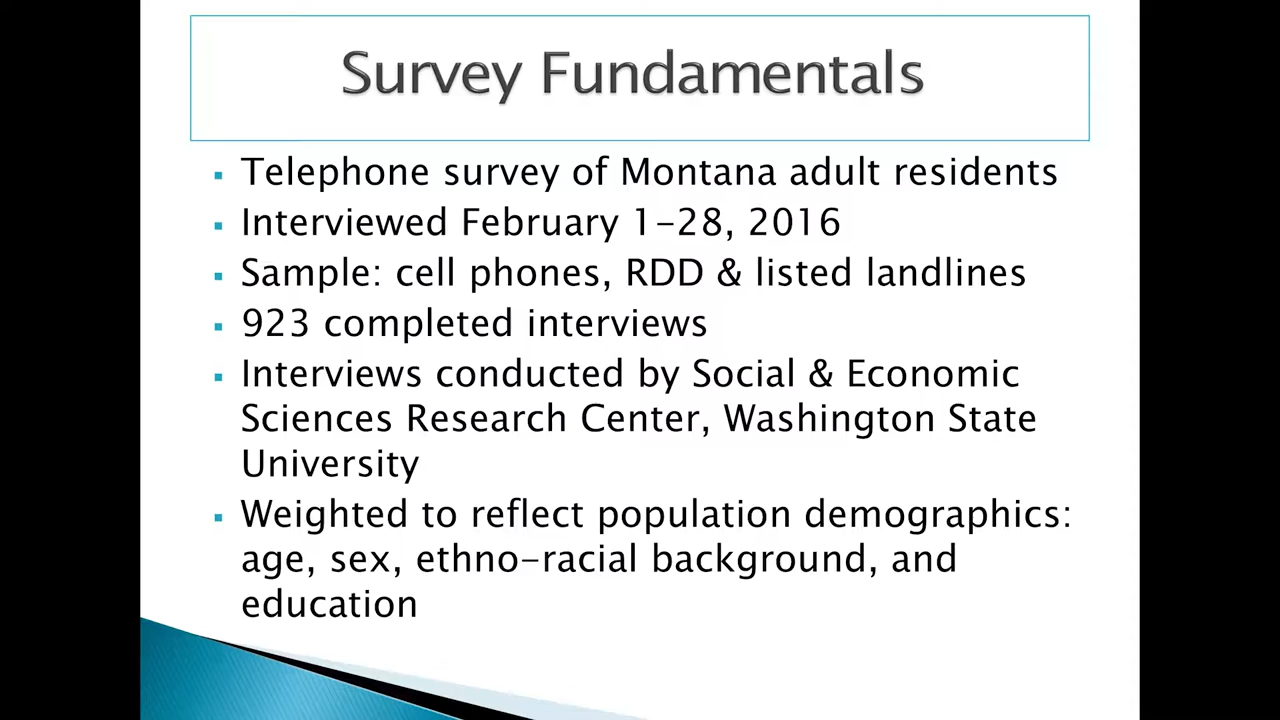 Survey Fundamentals
▪ Telephone survey of Montana adult residents
▪ Interviewed February 1-28, 2016
▪ Sample: cell phones, RDD & listed landlines
▪ 923 completed interviews
▪ Interviews conducted by Social & Economic
Sciences Research Center, Washington State
University
▪ Weighted to reflect population demographics:
age, sex, ethno-racial background, and
education